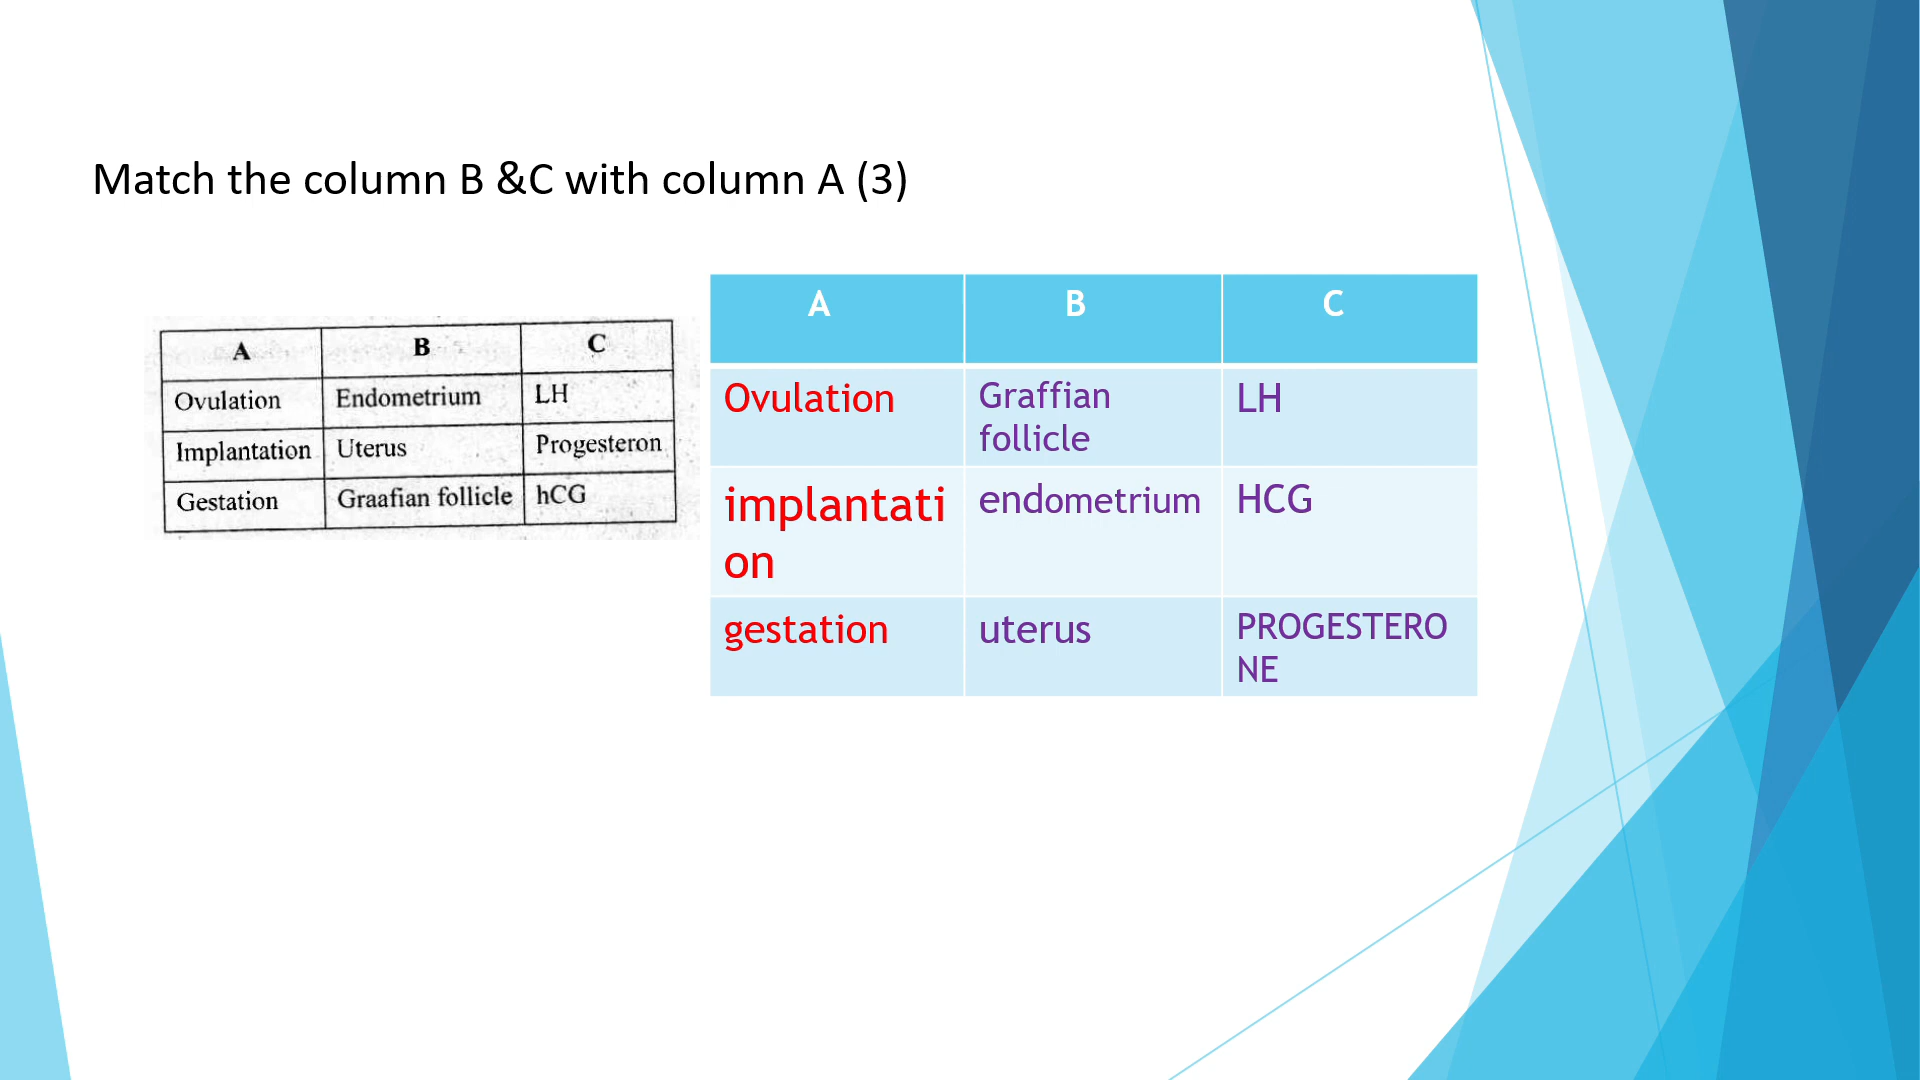 Match the column B &C with column A (3)
A B C
Ovulation Endometrium LH
Implantation Uterus Progesteron
Gestation Graafian follicle hCG
A B C
Ovulation Graffian LH
follicle
implantati endometrium HCG
on
gestation uterus PROGESTERO
NE